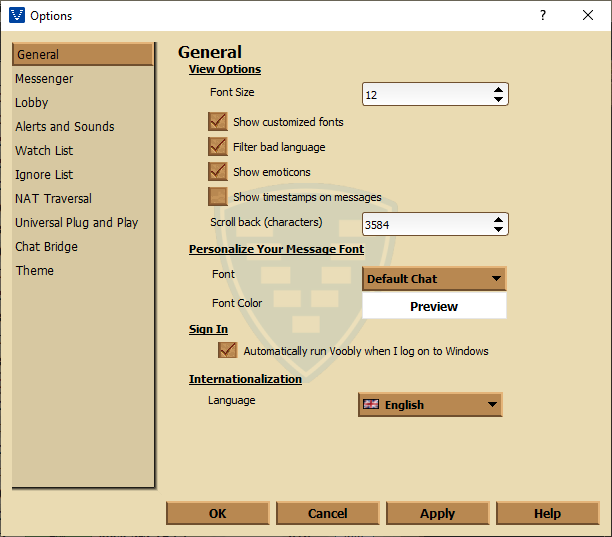 Options
General
Messenger
Lobby
Alerts and Sounds
Watch List
Ignore List
NAT Traversal
Universal Plug and Play
Chat Bridge
Theme
General
View Options
Font Size 12
Show customized fonts
Filter bad language
Show emoticons
Show timestamps on messages
Scroll back (characters) 3584
Personalize Your Message Font
Font Default Chat
Font Color Preview
Sign In
Automatically run Voobly when I log on to Windows
Internationalization
Language English
OK Cancel Apply Help